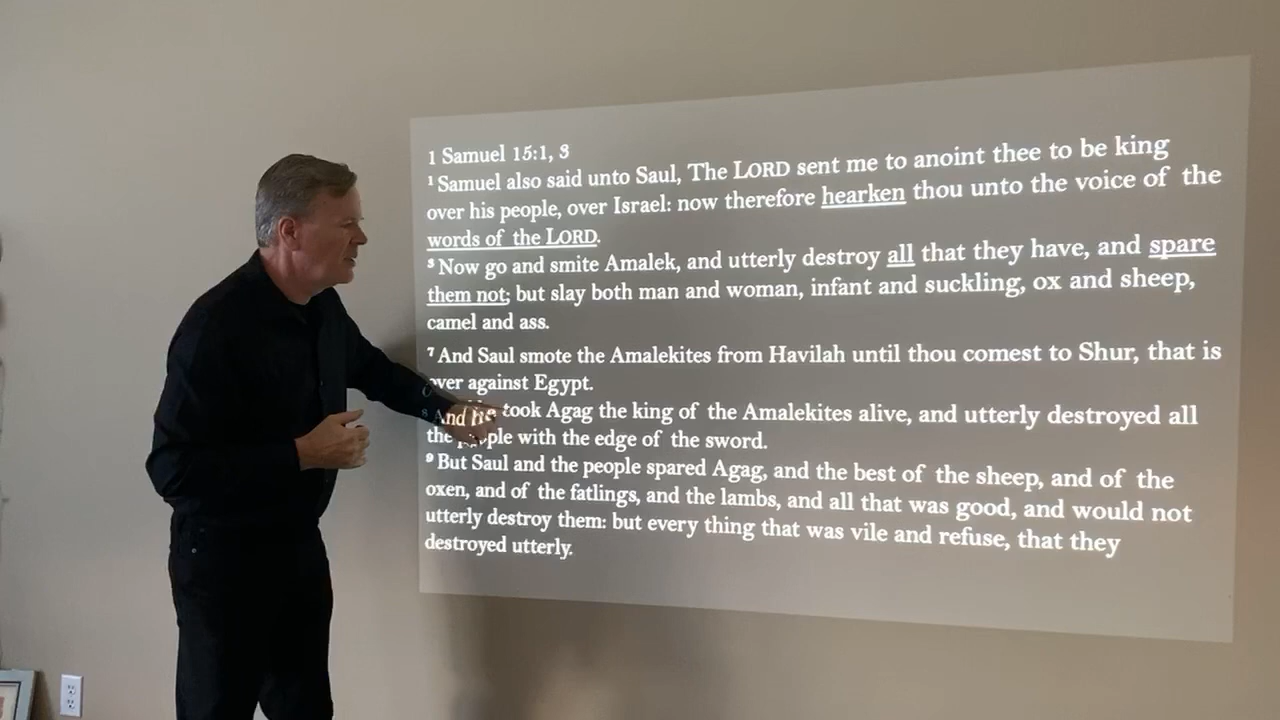 1 Samuel 15:1, 3
1 Samuel also said unto Saul, The LORD sent me to anoint thee to be king
over his people, over Israel: now therefore hearken thou unto the voice of the
words of the LORD.
3 Now go and smite Amalek, and utterly destroy all that they have, and spare
them not; but slay both man and woman, infant and suckling, ox and sheep,
camel and ass.
7 And Saul smote the Amalekites from Havilah until thou comest to Shur, that is
over against Egypt.
8 And he took Agag the king of the Amalekites alive, and utterly destroyed all
the people with the edge of the sword.
9 But Saul and the people spared Agag, and the best of the sheep, and of the
oxen, and of the fatlings, and the lambs, and all that was good, and would not
utterly destroy them: but every thing that was vile and refuse, that they
destroyed utterly.